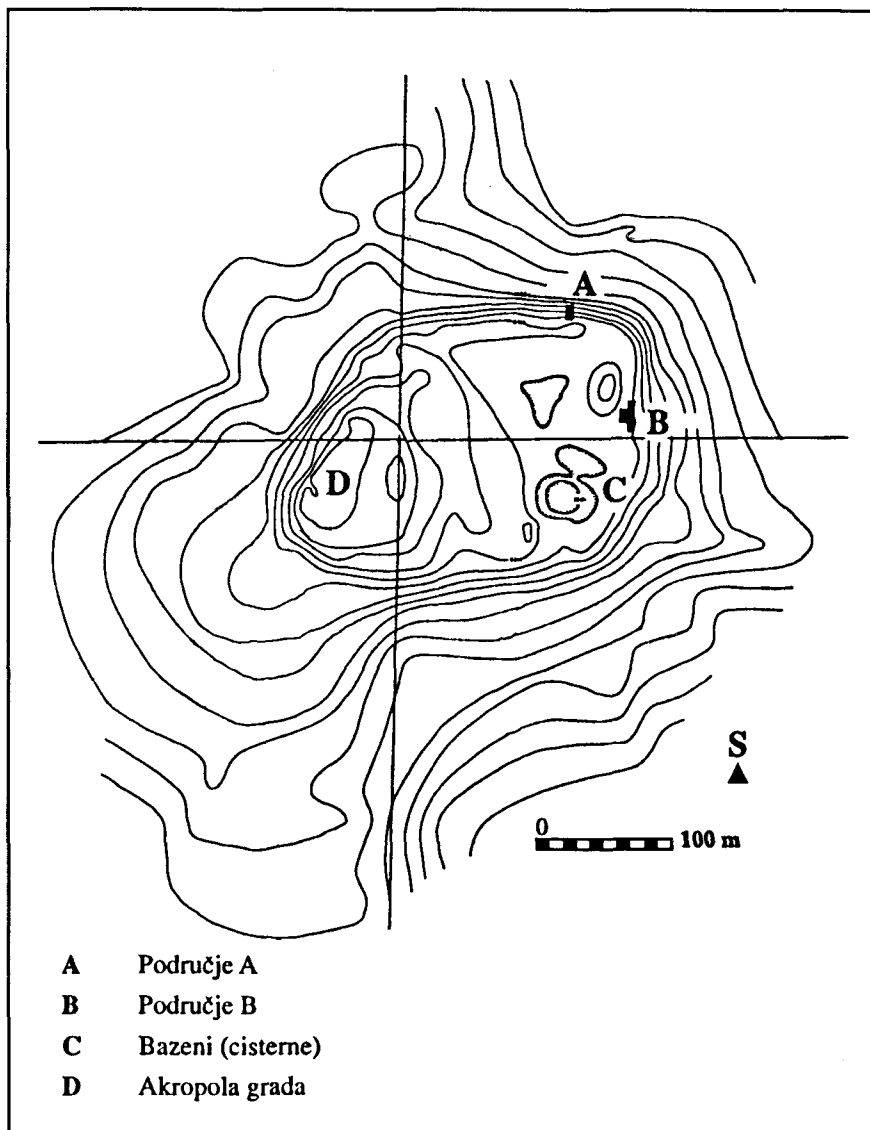 A
B
D
C
S
0
100 m
A Područje A
B Područje B
C Bazeni (cisterne)
D Akropola grada